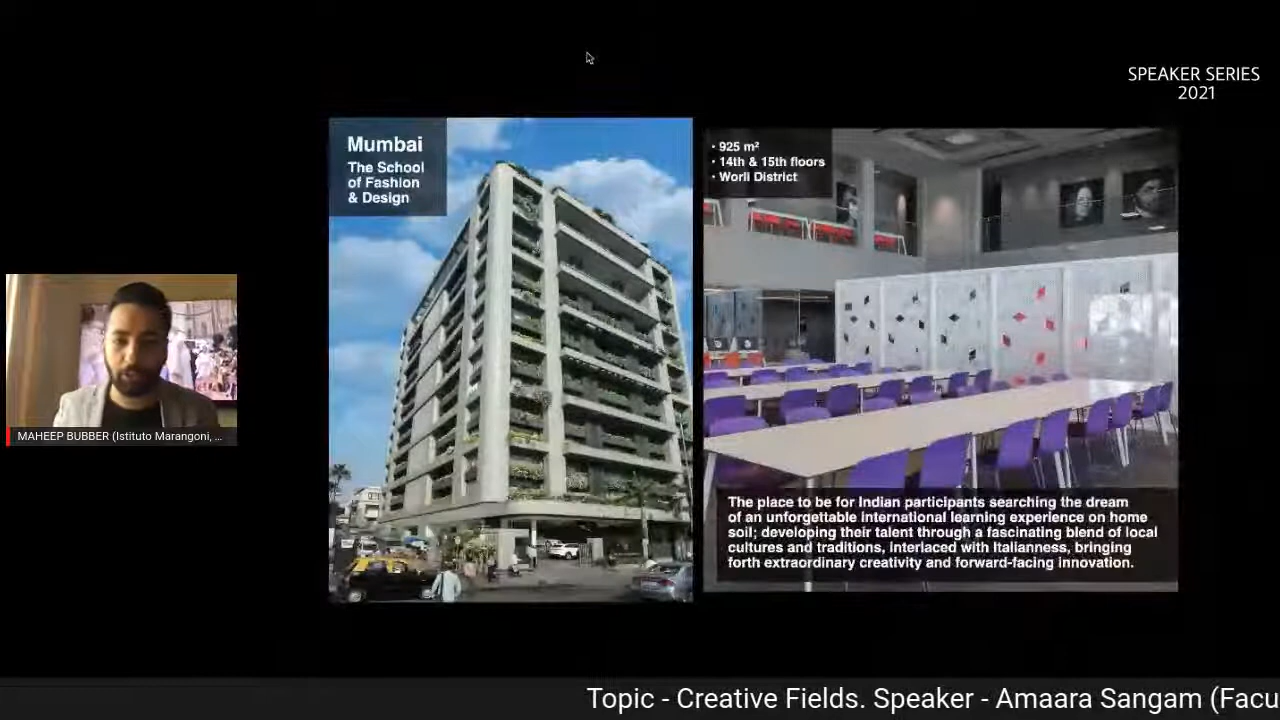 SPEAKER SERIES
2021
Mumbai
The School
of Fashion
& Design
• 925 m²
• 14th & 15th floors
• Worli District
MAHEEP BUBBER (Istituto Marangoni, ...
The place to be for Indian participants searching the dream
of an unforgettable international learning experience on home
soil; developing their talent through a fascinating blend of local
cultures and traditions, interlaced with Italianness, bringing
forth extraordinary creativity and forward-facing innovation.
Topic - Creative Fields. Speaker - Amaara Sangam (Facu